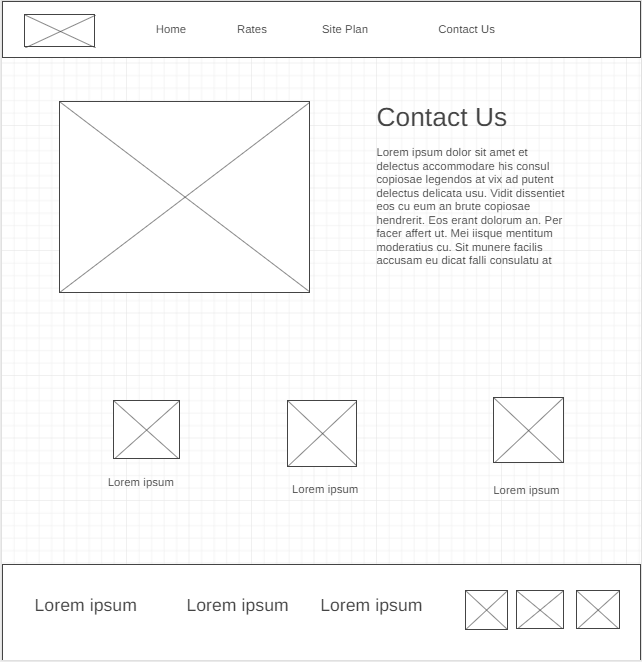 Home Rates Site Plan Contact Us
Contact Us
Lorem ipsum dolor sit amet et
delectus accommodare his consul
copiosae legendos at vix ad putent
delectus delicata usu. Vidit dissentiet
eos cu eum an brute copiosae
hendrerit. Eos erant dolorum an. Per
facer affert ut. Mei iisque mentitum
moderatius cu. Sit munere facilis
accusam eu dicat falli consulatu at
Lorem ipsum
Lorem ipsum
Lorem ipsum
Lorem ipsum Lorem ipsum Lorem ipsum